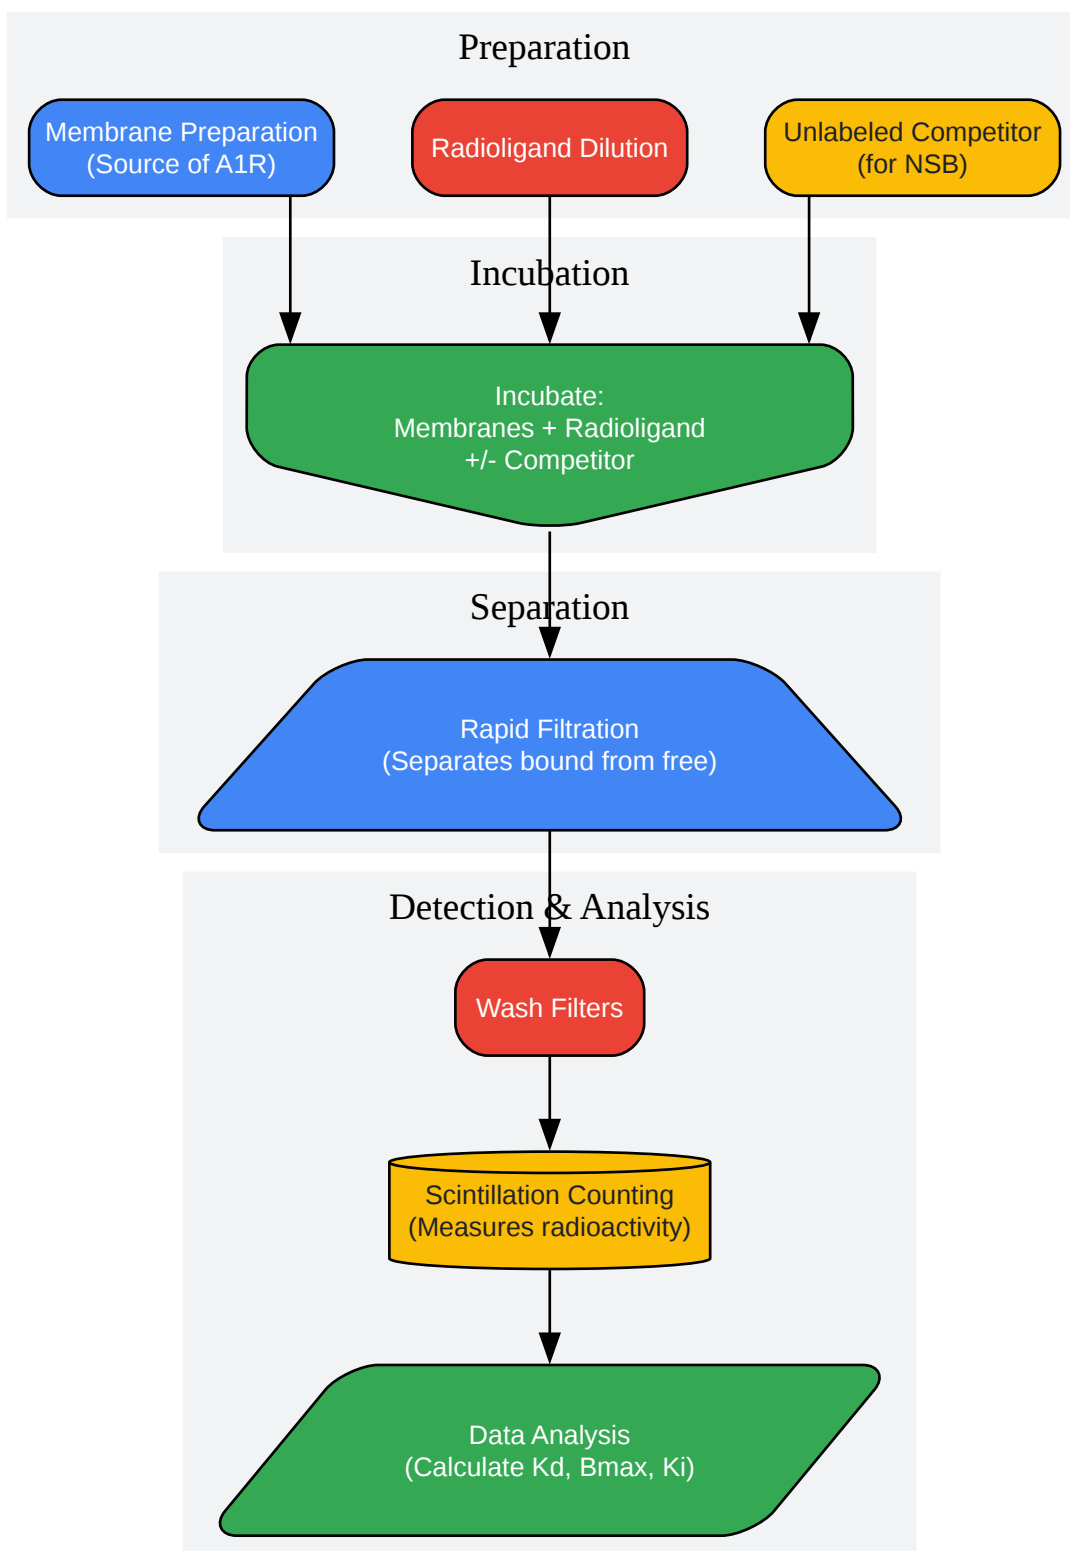 Preparation
Membrane Preparation
(Source of A1R)
Radioligand Dilution
Unlabeled Competitor
(for NSB)
Incubation
Incubate:
Membranes + Radioligand
+/- Competitor
Separation
Rapid Filtration
(Separates bound from free)
Detection & Analysis
Wash Filters
Scintillation Counting
(Measures radioactivity)
Data Analysis
(Calculate Kd, Bmax, Ki)